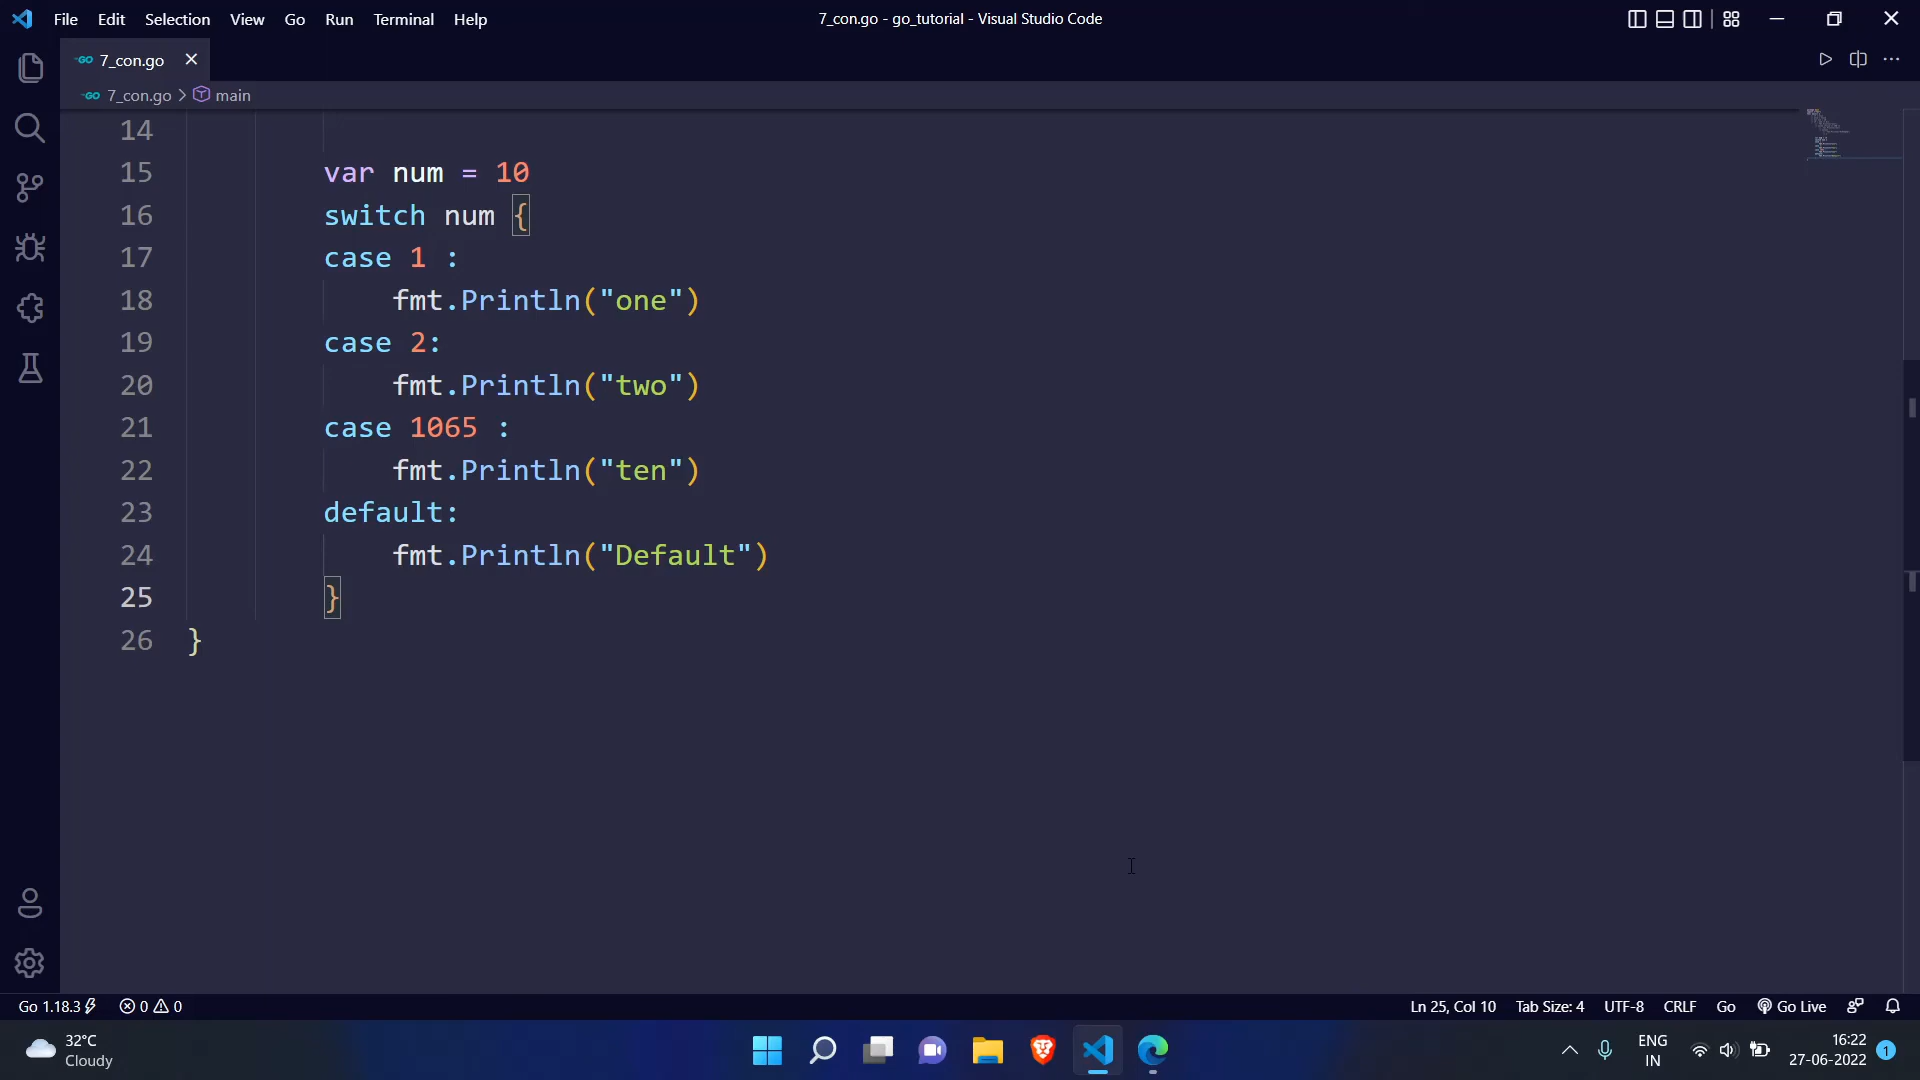 File Edit Selection View Go Run Terminal Help
7_con.go - go_tutorial - Visual Studio Code
GO 7_con.go
GO 7_con.go > main
14
15 var num = 10
16 switch num {
17 case 1 :
18 fmt.Println("one")
19 case 2:
20 fmt.Println("two")
21 case 1065 :
22 fmt.Println("ten")
23 default:
24 fmt.Println("Default")
25 }
26 }
Go 1.18.3 0 0 Ln 25, Col 10 Tab Size: 4 UTF-8 CRLF Go Go Live
32°C
Cloudy
ENG
IN
16:22
27-06-2022
1